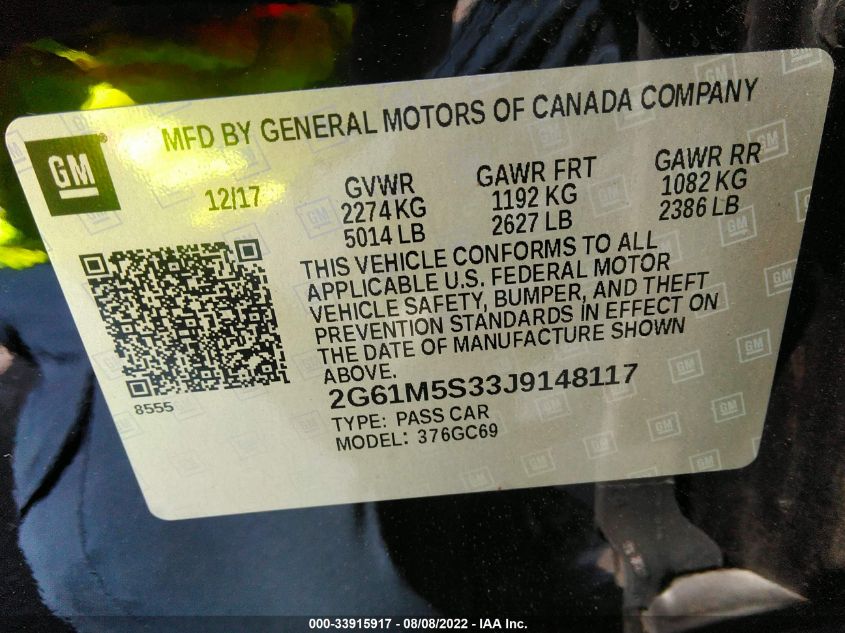 MFD BY GENERAL MOTORS OF CANADA COMPANY
GM
12/17
GVWR
2274 KG
5014 LB
GAWR FRT
1192 KG
2627 LB
GAWR RR
1082 KG
2386 LB
THIS VEHICLE CONFORMS TO ALL
APPLICABLE U.S. FEDERAL MOTOR
VEHICLE SAFETY, BUMPER, AND THEFT
PREVENTION STANDARDS IN EFFECT ON
THE DATE OF MANUFACTURE SHOWN
ABOVE.
8555
2G61M5S33J9148117
TYPE: PASS CAR
MODEL: 376GC69
000-33915917 - 08/08/2022 - IAA Inc.